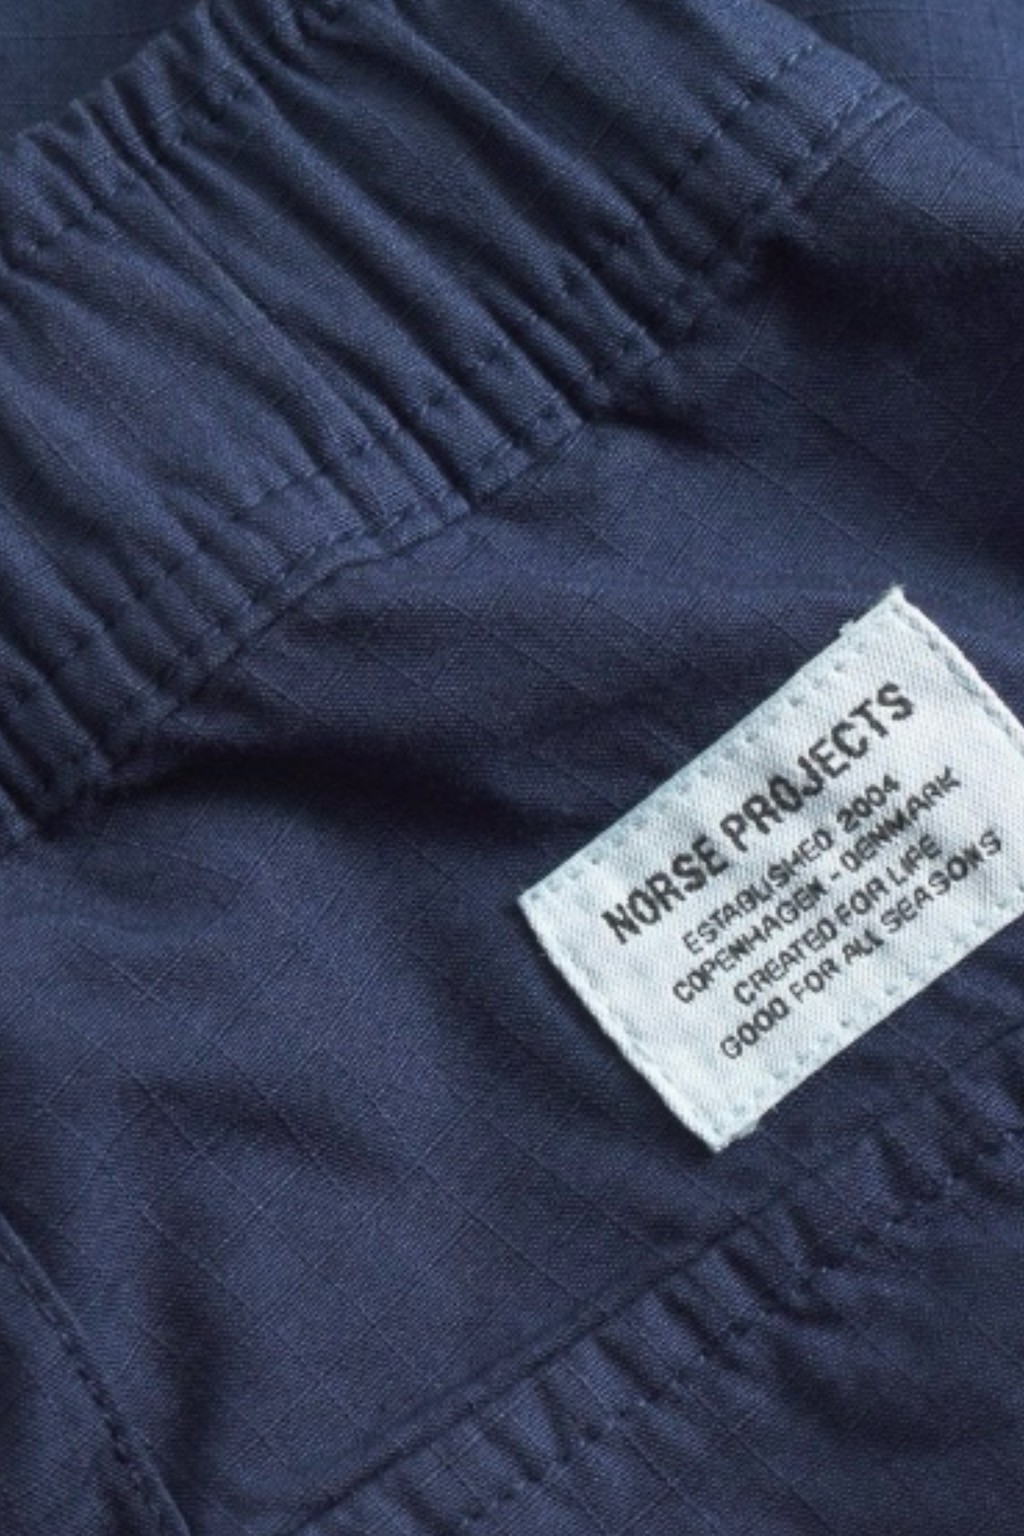 NORSE PROJECTS
ESTABLISHED 2004
COPENHAGEN - DENMARK
CREATED FOR LIFE
GOOD FOR ALL SEASONS